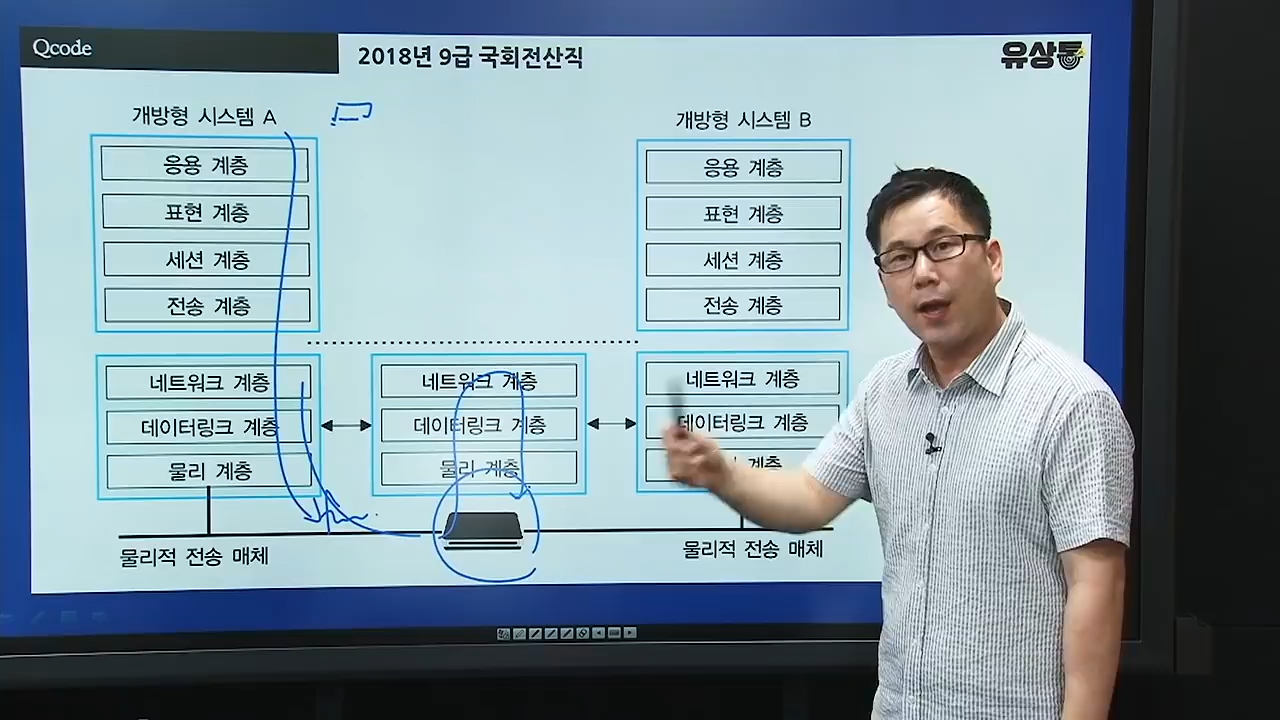 Qcode
2018년 9급 국회전산직
유상통
개방형 시스템 A
응용 계층
표현 계층
세션 계층
전송 계층
네트워크 계층
데이터링크 계층
물리 계층
물리적 전송 매체
네트워크 계층
데이터링크 계층
물리 계층
개방형 시스템 B
응용 계층
표현 계층
세션 계층
전송 계층
네트워크 계층
데이터링크 계층
계층
물리적 전송 매체